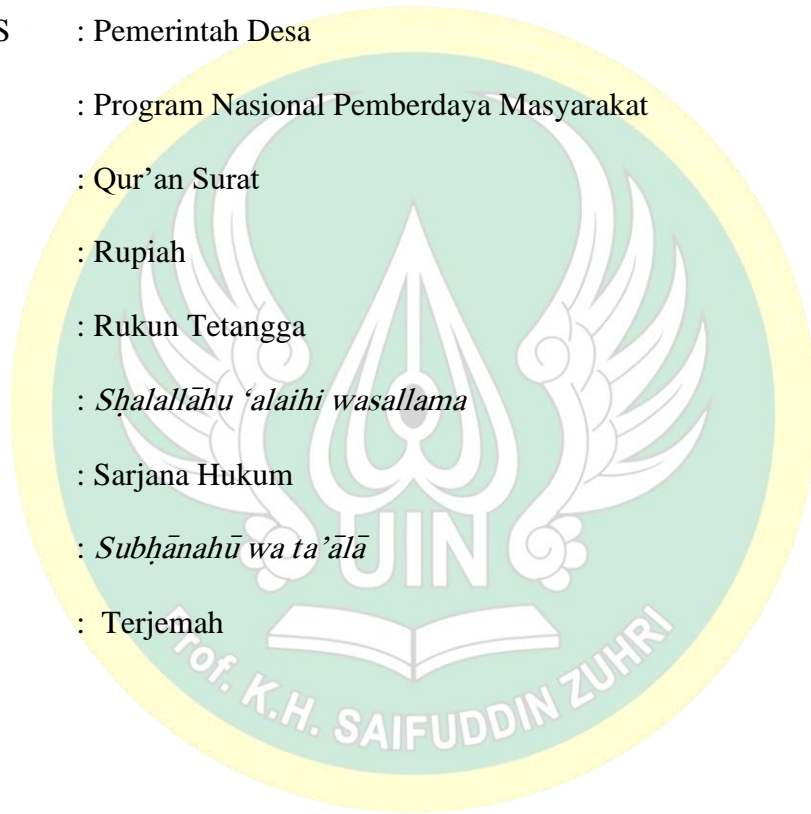 S : Pemerintah Desa
: Program Nasional Pemberdaya Masyarakat
: Qur’an Surat
: Rupiah
: Rukun Tetangga
: Sḥalallāhu ‘alaihi wasallama
: Sarjana Hukum
: Subḥānahū wa ta’ālā
: Terjemah
UIN
Prof. K.H. SAIFUDDIN ZUHRI